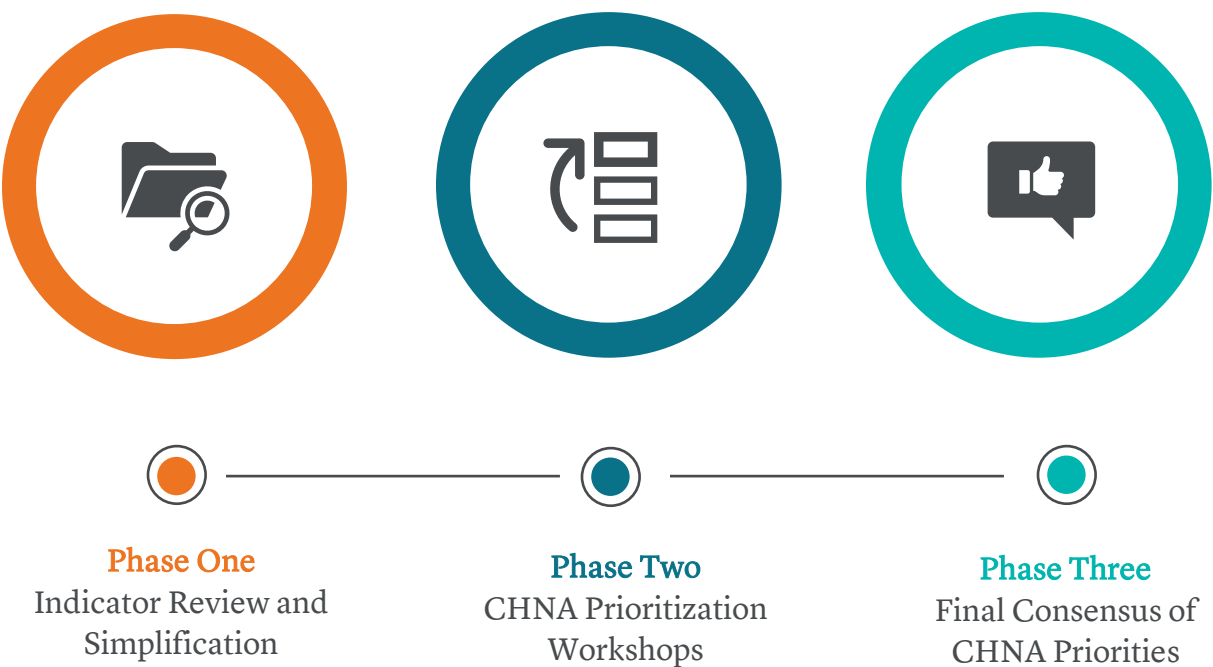 Phase One
Indicator Review and
Simplification
Phase Two
CHNA Prioritization
Workshops
Phase Three
Final Consensus of
CHNA Priorities